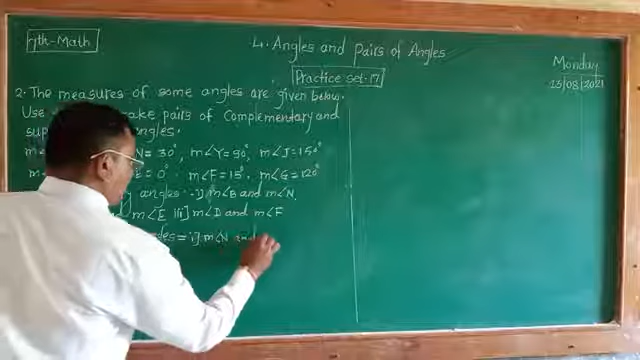 7th-Math
4. Angles and Pairs of Angles
Practice set-17
Monday
23/08/2021
2. The measures of some angles are given below.
Use ake pairs of Complementary and
sup angles.
N = 30°, m∠Y = 90°, m∠J = 150°
E = 0° m∠F = 15° m∠G = 120°
angles - i] m∠B and m∠N.
m∠E iii] m∠D and m∠F
les = i] m∠N and